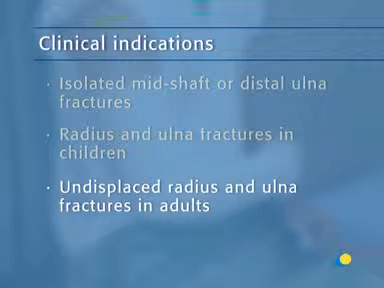 Clinical indications
· Isolated mid-shaft or distal ulna
fractures
· Radius and ulna fractures in
children
· Undisplaced radius and ulna
fractures in adults